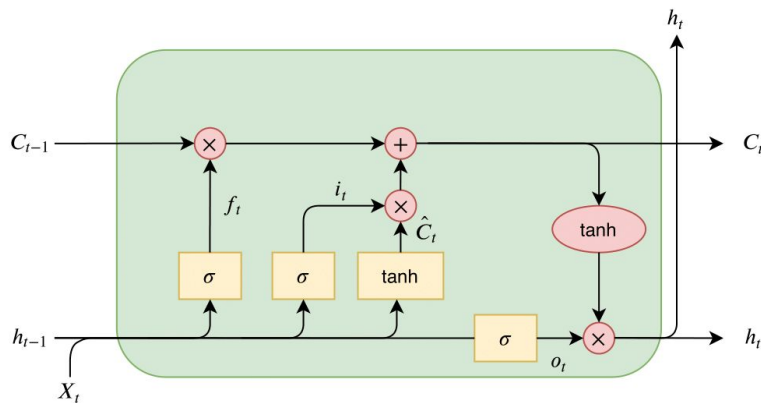 h_t
C_{t-1} × + C_t
f_t i_t × Ĉ_t
tanh
σ σ tanh
h_{t-1} σ o_t × h_t
X_t